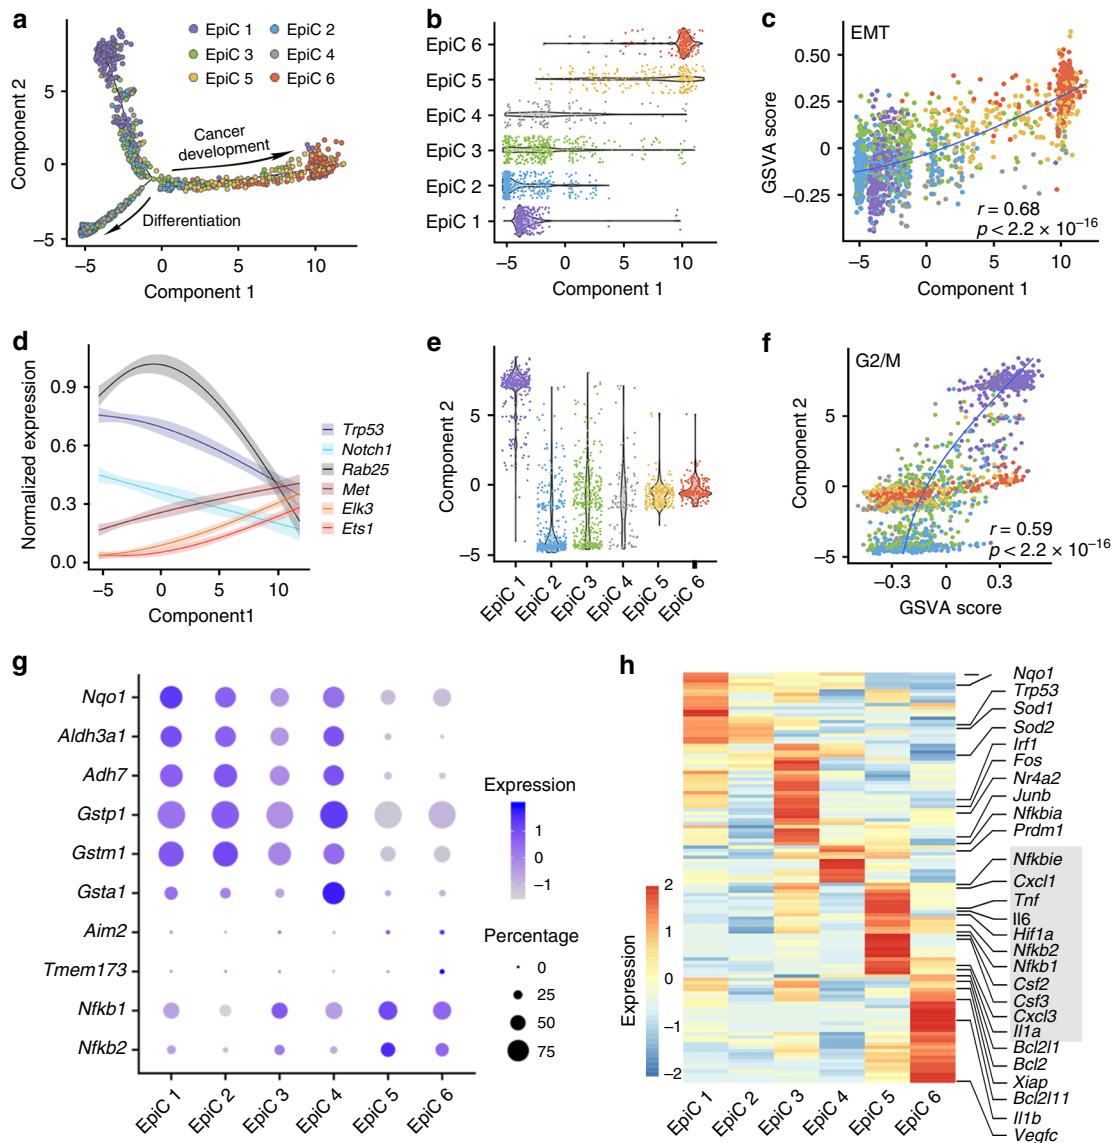 a
EpiC 1
EpiC 2
EpiC 3
EpiC 4
EpiC 5
EpiC 6
Cancer
development
Differentiation
Component 2
5
0
−5
−5
0
5
10
Component 1
b
EpiC 6
EpiC 5
EpiC 4
EpiC 3
EpiC 2
EpiC 1
−5
0
5
10
Component 1
c
EMT
GSVA score
0.50
0.25
0
−0.25
r = 0.68
p < 2.2 × 10⁻¹⁶
−5
0
5
10
Component 1
d
Normalized expression
0.9
0.6
0.3
0.0
−5
0
5
10
Component1
Trp53
Notch1
Rab25
Met
Elk3
Ets1
e
Component 2
5
0
−5
EpiC 1
EpiC 2
EpiC 3
EpiC 4
EpiC 5
EpiC 6
f
G2/M
Component 2
5
0
−5
r = 0.59
p < 2.2 × 10⁻¹⁶
−0.3
0
0.3
GSVA score
g
Nqo1
Aldh3a1
Adh7
Gstp1
Gstm1
Gsta1
Aim2
Tmem173
Nfkb1
Nfkb2
EpiC 1
EpiC 2
EpiC 3
EpiC 4
EpiC 5
EpiC 6
Expression
1
0
−1
Percentage
0
25
50
75
h
Expression
2
1
0
−1
−2
EpiC 1
EpiC 2
EpiC 3
EpiC 4
EpiC 5
EpiC 6
Nqo1
Trp53
Sod1
Sod2
Irf1
Fos
Nr4a2
Junb
Nfkbia
Prdm1
Nfkbie
Cxcl1
Tnf
Il6
Hif1a
Nfkb2
Nfkb1
Csf2
Csf3
Cxcl3
Il1a
Bcl2l1
Bcl2
Xiap
Bcl2l11
Il1b
Vegfc